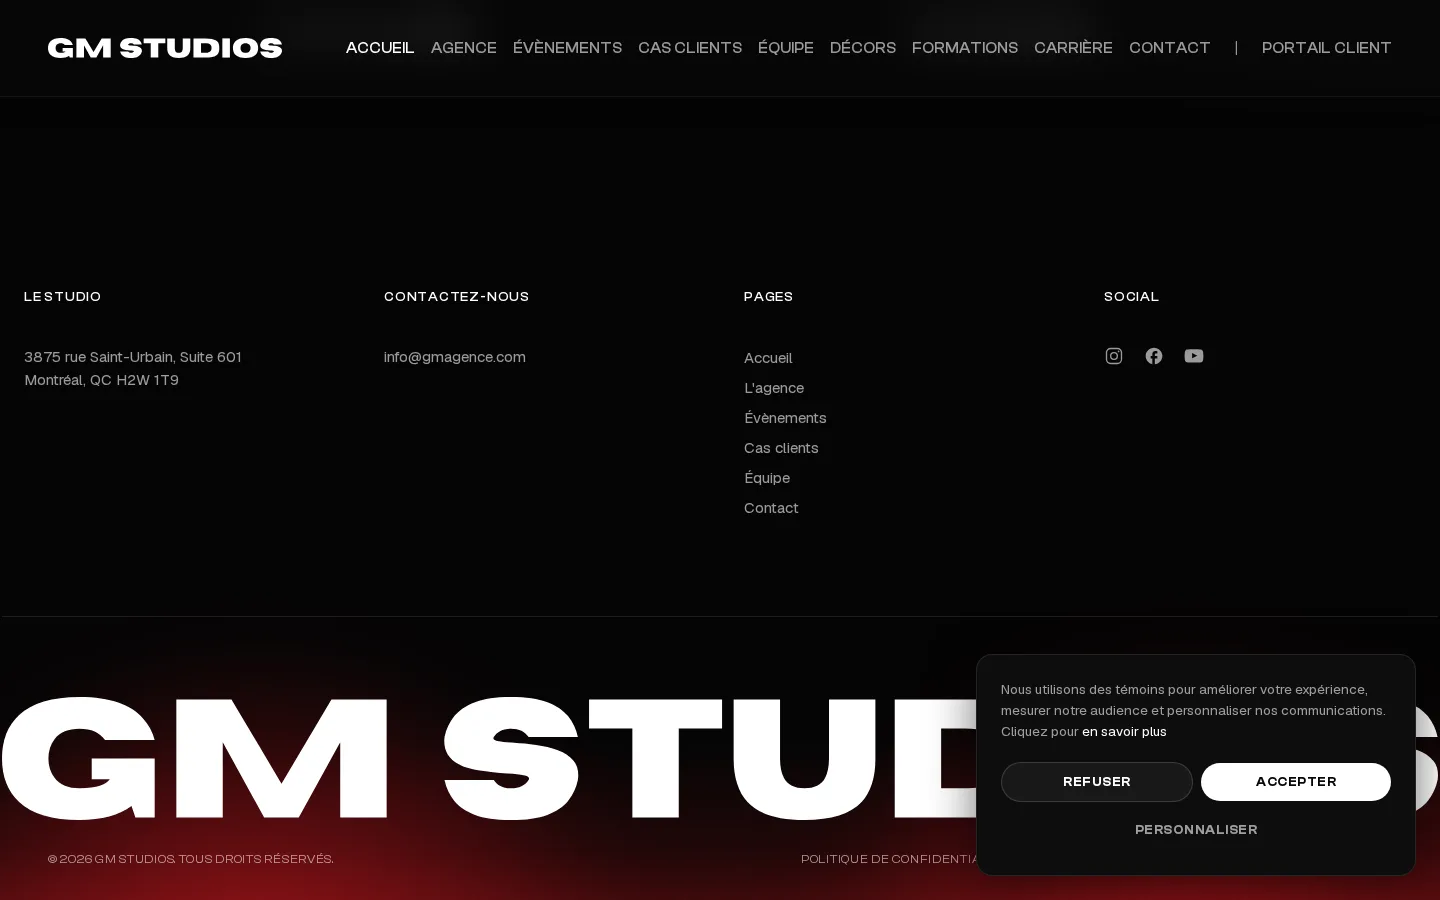 GM STUDIOS
ACCUEIL AGENCE ÉVÈNEMENTS CAS CLIENTS ÉQUIPE DÉCORS FORMATIONS CARRIÈRE CONTACT | PORTAIL CLIENT
LE STUDIO
3875 rue Saint-Urbain, Suite 601
Montréal, QC H2W 1T9
CONTACTEZ-NOUS
info@gmagence.com
PAGES
Accueil
L'agence
Évènements
Cas clients
Équipe
Contact
SOCIAL
GM STUD S
© 2026 GM STUDIOS. TOUS DROITS RÉSERVÉS.
POLITIQUE DE
Nous utilisons des témoins pour améliorer votre expérience,
mesurer notre audience et personnaliser nos communications.
Cliquez pour en savoir plus
REFUSER
ACCEPTER
PERSONNALISER